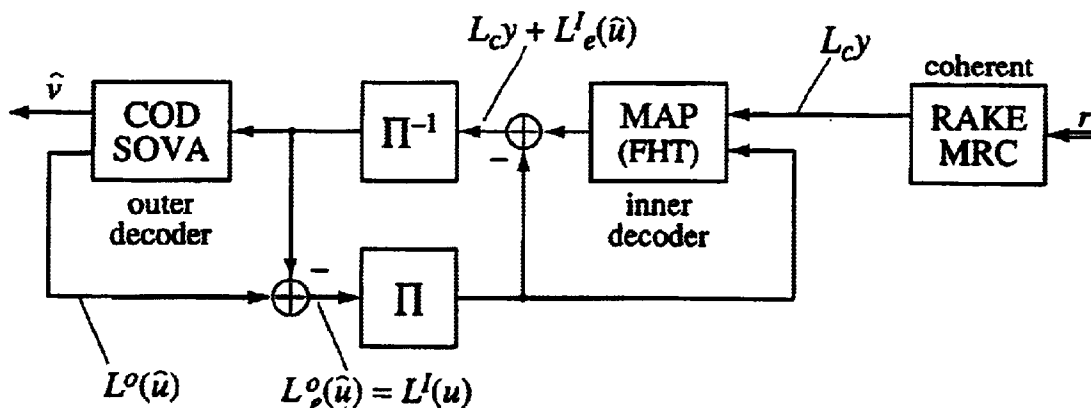 L_c y + L^I_e(û)
L_c y
coherent
v̂
COD
SOVA
Π⁻¹
–
MAP
(FHT)
RAKE
MRC
r
outer
decoder
inner
decoder
–
Π
L^o(û)
L^o_e(û) = L^I(u)